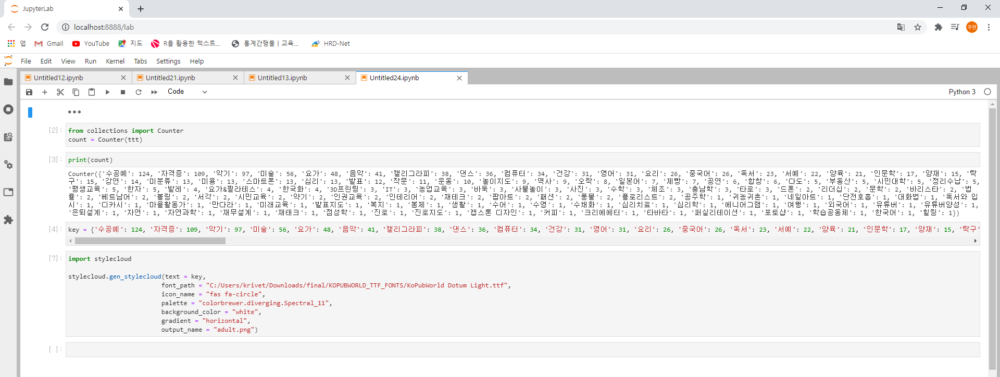 JupyterLab
localhost:8888/lab
주현
앱 Gmail YouTube 지도 R을 활용한 텍스트... 통계간행물 | 교육... HRD-Net
File Edit View Run Kernel Tabs Settings Help
Untitled12.ipynb Untitled21.ipynb Untitled13.ipynb Untitled24.ipynb
Code Python 3
[2]: from collections import Counter
count = Counter(ttt)
[3]: print(count)
Counter({'수공예': 124, '자격증': 109, '악기': 97, '미술': 56, '요가': 48, '음악': 41, '캘리그라피': 38, '댄스': 36, '컴퓨터': 34, '건강': 31, '영어': 31, '요리': 26, '중국어': 26, '독서': 23, '서예': 22, '양육': 21, '인문학': 17, '양재': 15, '탁
구': 15, '강연': 14, '미분류': 13, '미용': 13, '스마트폰': 13, '심리': 13, '발표': 12, '작문': 11, '운동': 10, '놀이지도': 9, '역사': 9, '오락': 8, '일본어': 7, '제빵': 7, '공연': 6, '합창': 6, '다도': 5, '부동산': 5, '시민대학': 5, '정리수납': 5,
'평생교육': 5, '한자': 5, '발레': 4, '요가&필라테스': 4, '한국화': 4, '3D프린팅': 3, 'IT': 3, '농업교육': 3, '바둑': 3, '사물놀이': 3, '사진': 3, '수학': 3, '체조': 3, '충남학': 3, '타로': 3, '드론': 2, '리더십': 2, '문학': 2, '바리스타': 2, '법
률': 2, '베트남어': 2, '볼링': 2, '서각': 2, '시민교육': 2, '약기': 2, '인권교육': 2, '인테리어': 2, '재테크': 2, '팝아트': 2, '패션': 2, '풍물': 2, '플로리스트': 2, '공주학': 1, '귀농귀촌': 1, '네일아트': 1, '단전호흡': 1, '대화법': 1, '독서와 입
시': 1, '디카시': 1, '마을활동가': 1, '만다라': 1, '미래교육': 1, '발표지도': 1, '복지': 1, '봉제': 1, '생활': 1, '수어': 1, '수영': 1, '수채화': 1, '심리치료': 1, '심리학': 1, '에니어그램': 1, '여행': 1, '외국어': 1, '유튜버': 1, '유튜버양성': 1,
'은퇴설계': 1, '자연': 1, '자연과학': 1, '재무설계': 1, '재태크': 1, '점성학': 1, '진로': 1, '진로지도': 1, '캡스톤 디자인': 1, '커피': 1, '크리에에터': 1, '타바타': 1, '퍼실리테이션': 1, '포토샵': 1, '학습공동체': 1, '한국어': 1, '힐링': 1})
[4]: key = {'수공예': 124, '자격증': 109, '악기': 97, '미술': 56, '요가': 48, '음악': 41, '캘리그라피': 38, '댄스': 36, '컴퓨터': 34, '건강': 31, '영어': 31, '요리': 26, '중국어': 26, '독서': 23, '서예': 22, '양육': 21, '인문학': 17, '양재': 15, '탁구'
[7]: import stylecloud
stylecloud.gen_stylecloud(text = key,
font_path = "C:/Users/krivet/Downloads/final/KOPUBWORLD_TTF_FONTS/KoPubWorld Dotum Light.ttf",
icon_name = "fas fa-circle",
palette = "colorbrewer.diverging.Spectral_11",
background_color = "white",
gradient = "horizontal",
output_name = "adult.png")
[ ]: